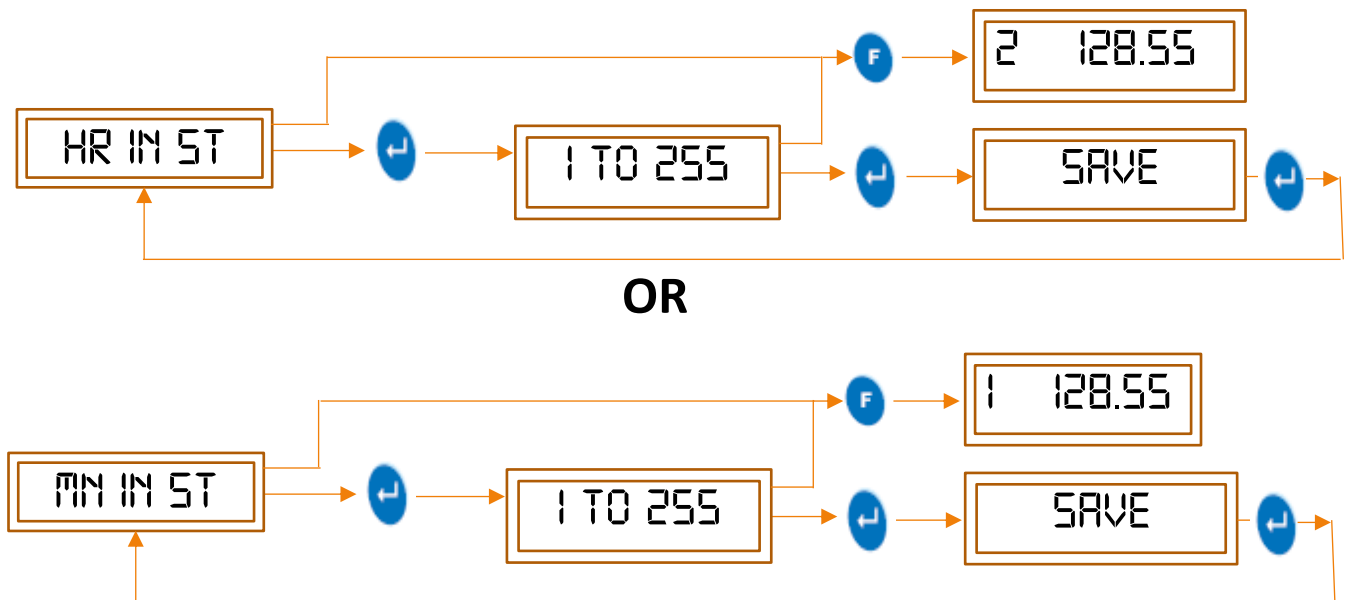 2 128.55
F
HR IN ST
1 TO 255
SAVE
OR
1 128.55
F
MN IN ST
1 TO 255
SAVE